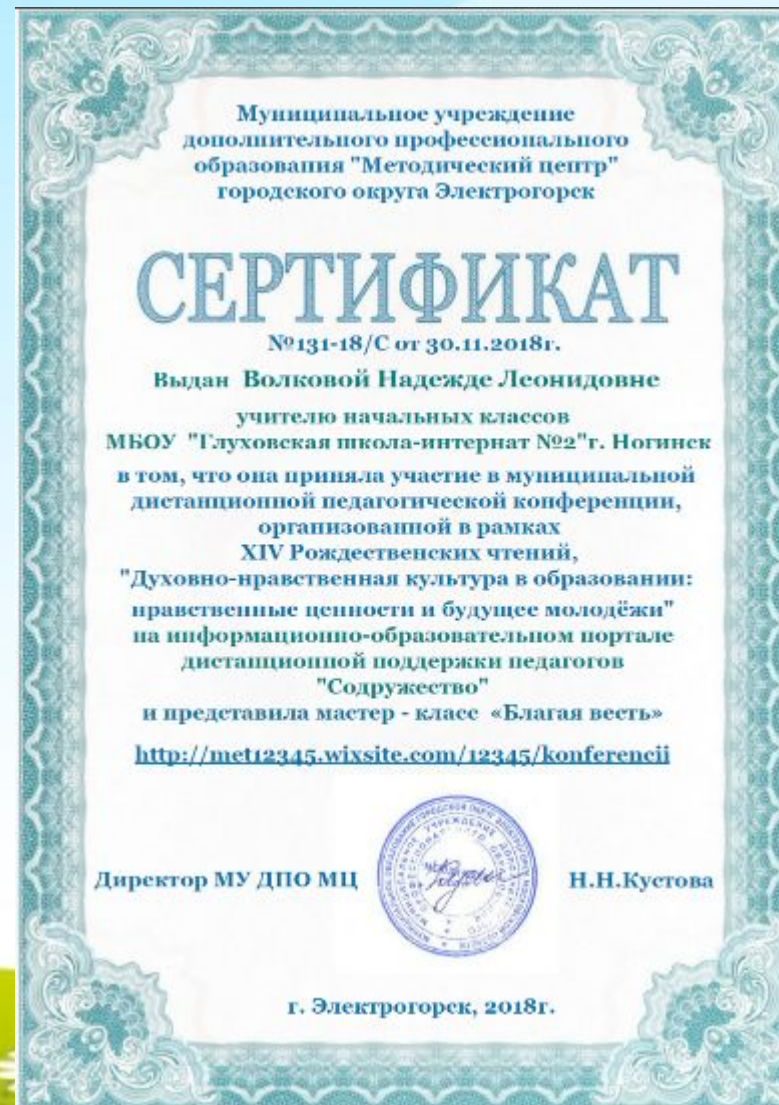 Муниципальное учреждение
дополнительного профессионального
образования "Методический центр"
городского округа Электрогорск
СЕРТИФИКАТ
№131-18/С от 30.11.2018г.
Выдан Волковой Надежде Леонидовне
учителю начальных классов
МБОУ "Глуховская школа-интернат №2"г. Ногинск
в том, что она приняла участие в муниципальной
дистанционной педагогической конференции,
организованной в рамках
XIV Рождественских чтений,
"Духовно-нравственная культура в образовании:
нравственные ценности и будущее молодёжи"
на информационно-образовательном портале
дистанционной поддержки педагогов
"Содружество"
и представила мастер - класс «Благая весть»
http://met12345.wixsite.com/12345/konferencii
Директор МУ ДПО МЦ
Н.Н.Кустова
г. Электрогорск, 2018г.